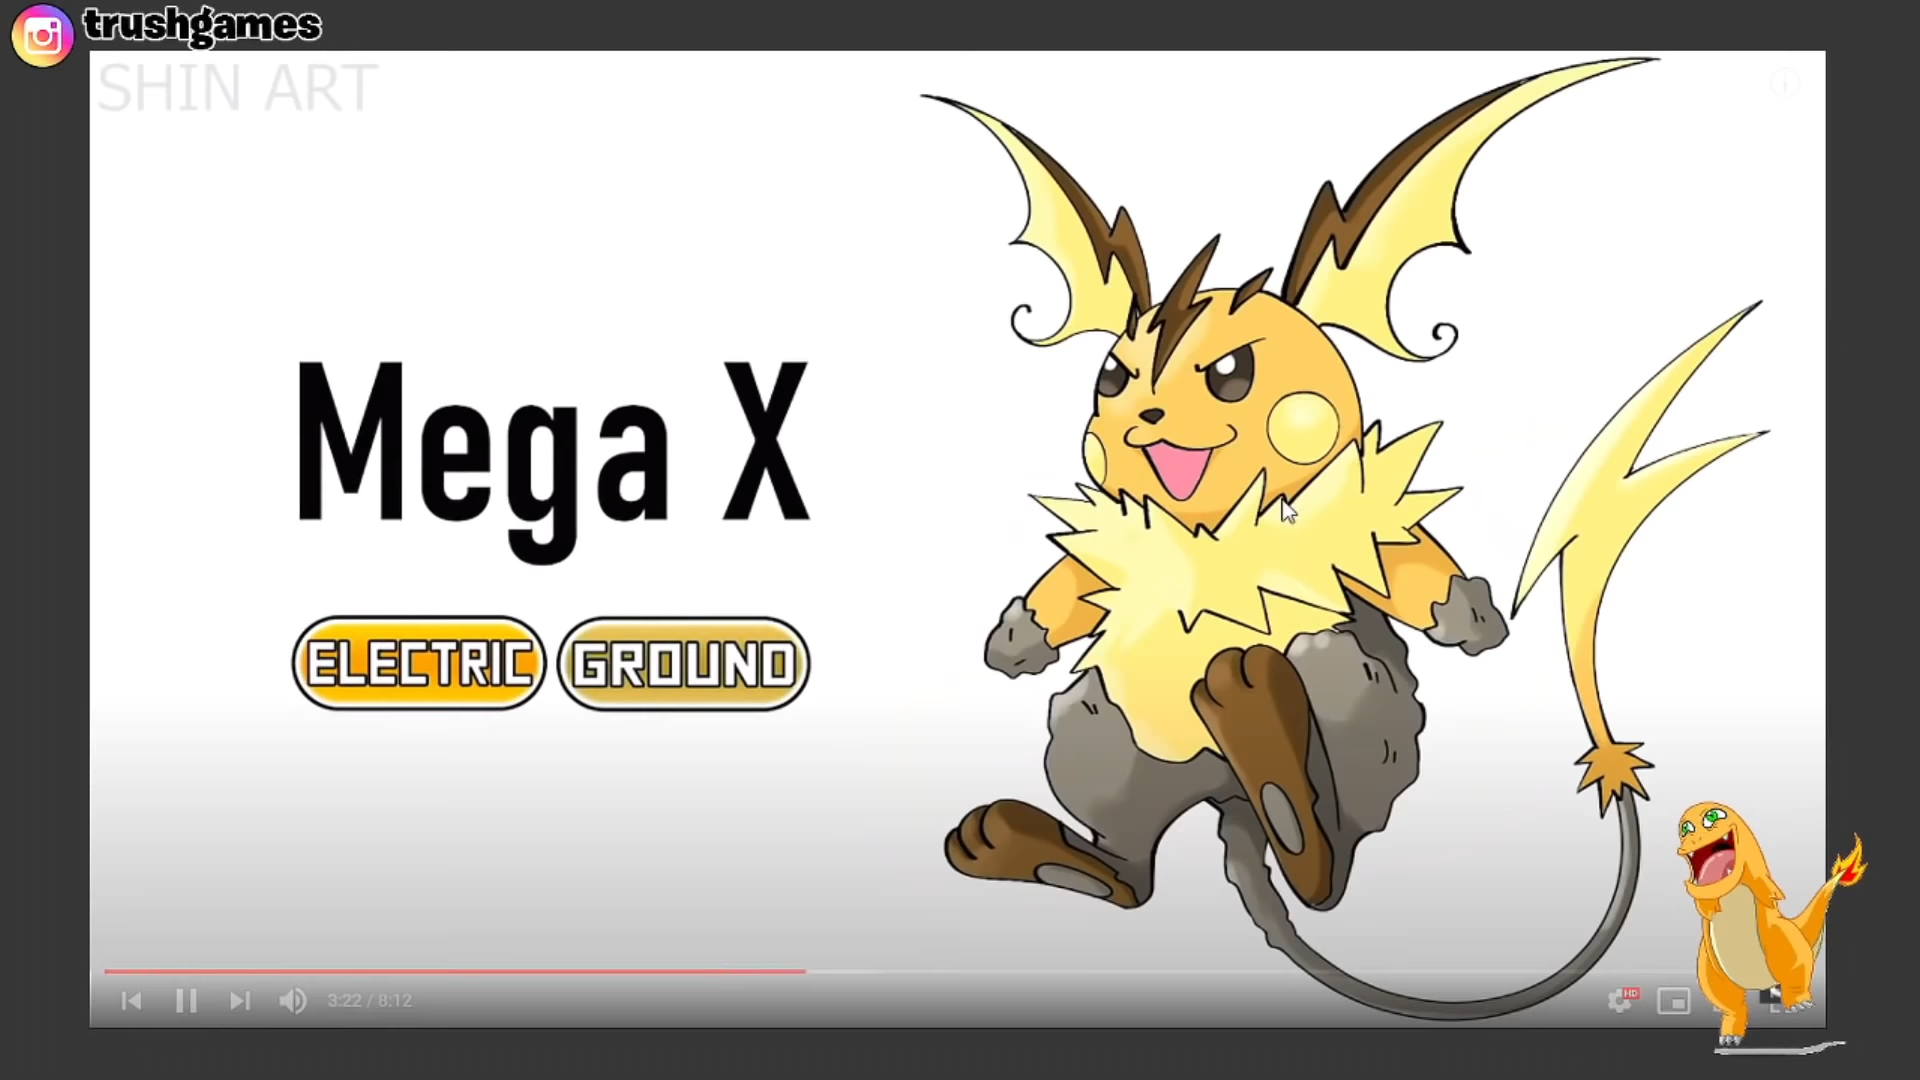 trushgames
SHIN ART
Mega X
ELECTRIC GROUND
3:22 / 8:12
HD